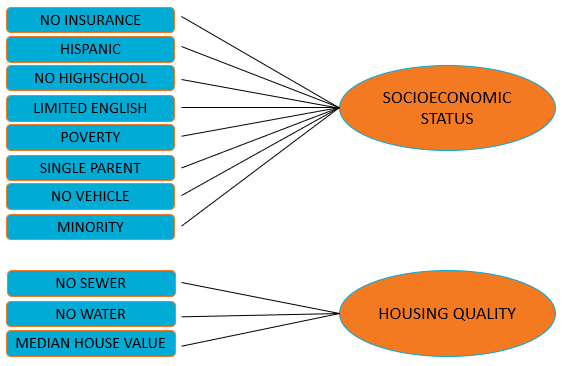 NO INSURANCE
HISPANIC
NO HIGHSCHOOL
LIMITED ENGLISH
POVERTY
SINGLE PARENT
NO VEHICLE
MINORITY
SOCIOECONOMIC
STATUS
NO SEWER
NO WATER
MEDIAN HOUSE VALUE
HOUSING QUALITY